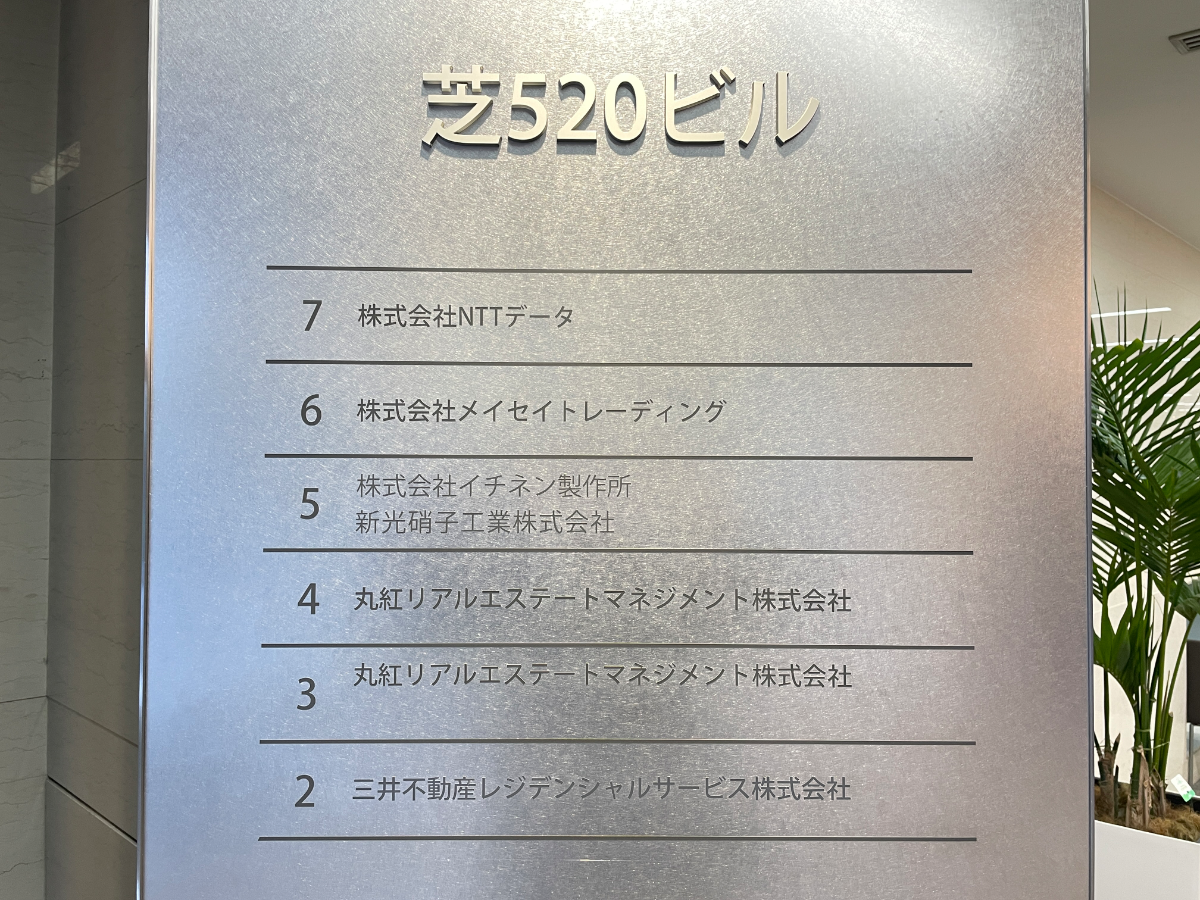 芝520ビル
7 株式会社NTTデータ
6 株式会社メイセイトレーディング
5 株式会社イチネン製作所
新光硝子工業株式会社
4 丸紅リアルエステートマネジメント株式会社
3 丸紅リアルエステートマネジメント株式会社
2 三井不動産レジデンシャルサービス株式会社